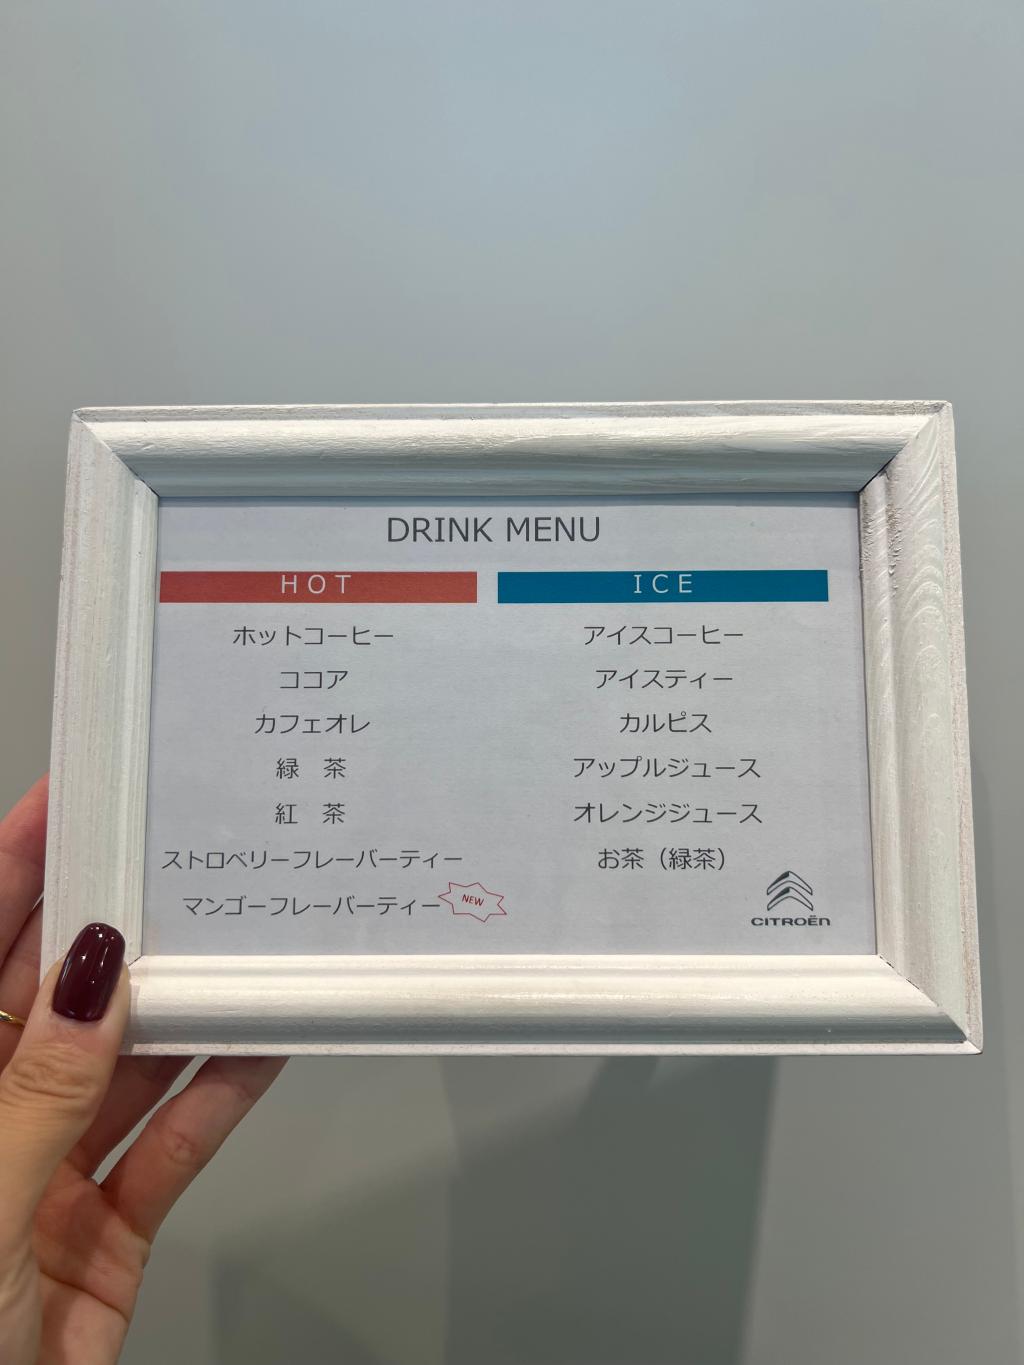 DRINK MENU
HOT
ホットコーヒー
ココア
カフェオレ
緑　茶
紅　茶
ストロベリーフレーバーティー
マンゴーフレーバーティー NEW
ICE
アイスコーヒー
アイスティー
カルピス
アップルジュース
オレンジジュース
お茶（緑茶）
CITROËN